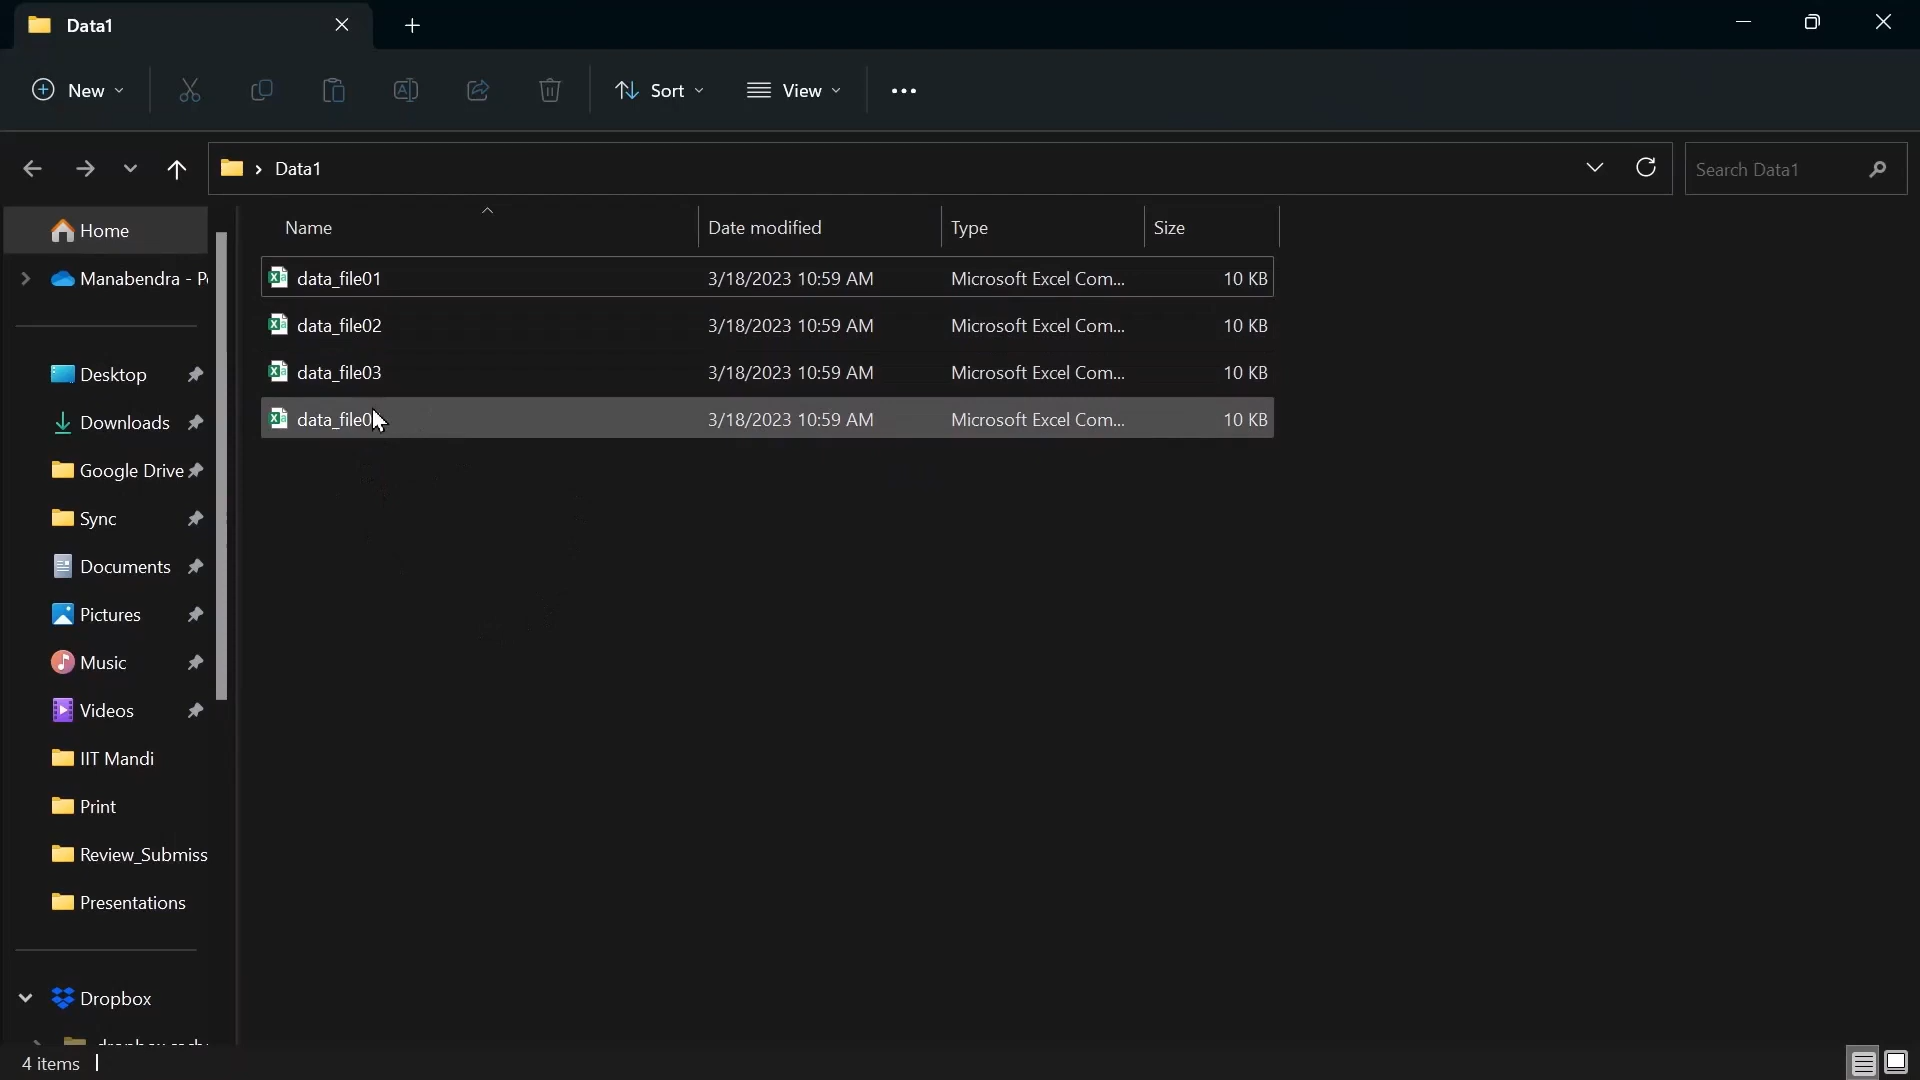 Data1
New
Sort
View
Data1
Search Data1
Home
Manabendra - P
Desktop
Downloads
Google Drive
Sync
Documents
Pictures
Music
Videos
IIT Mandi
Print
Review_Submiss
Presentations
Dropbox
Name Date modified Type Size
data_file01 3/18/2023 10:59 AM Microsoft Excel Com... 10 KB
data_file02 3/18/2023 10:59 AM Microsoft Excel Com... 10 KB
data_file03 3/18/2023 10:59 AM Microsoft Excel Com... 10 KB
data_file0 3/18/2023 10:59 AM Microsoft Excel Com... 10 KB
4 items